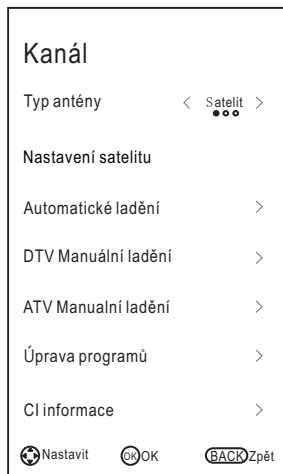 Kanál
Typ antény < Satelit >
Nastavení satelitu
Automatické ladění >
DTV Manuální ladění >
ATV Manualní ladění >
Úprava programů >
CI informace >
Nastavit OK OK BACK Zpět